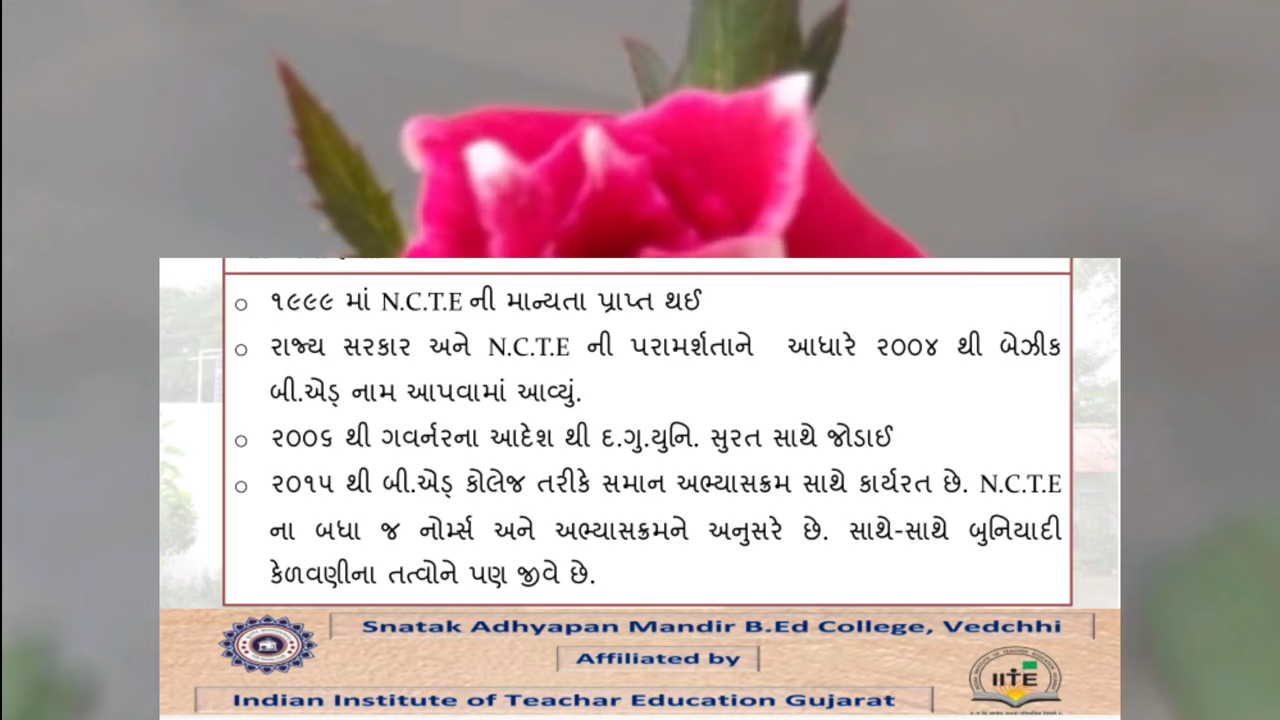 ○ ૧૯૯૯ માં N.C.T.E ની માન્યતા પ્રાપ્ત થઈ
○ રાજ્ય સરકાર અને N.C.T.E ની પરામર્શતાને આધારે ૨૦૦૪ થી બેઝીક
બી.એડ્ નામ આપવામાં આવ્યું.
○ ૨૦૦૬ થી ગવર્નરના આદેશ થી દ.ગુ.યુનિ. સુરત સાથે જોડાઈ
○ ૨૦૧૫ થી બી.એડ્ કોલેજ તરીકે સમાન અભ્યાસક્રમ સાથે કાર્યરત છે. N.C.T.E
ના બધા જ નોર્મ્સ અને અભ્યાસક્રમને અનુસરે છે. સાથે-સાથે બુનિયાદી
કેળવણીના તત્વોને પણ જીવે છે.
Snatak Adhyapan Mandir B.Ed College, Vedchhi
Affiliated by
Indian Institute of Teachar Education Gujarat
IITE